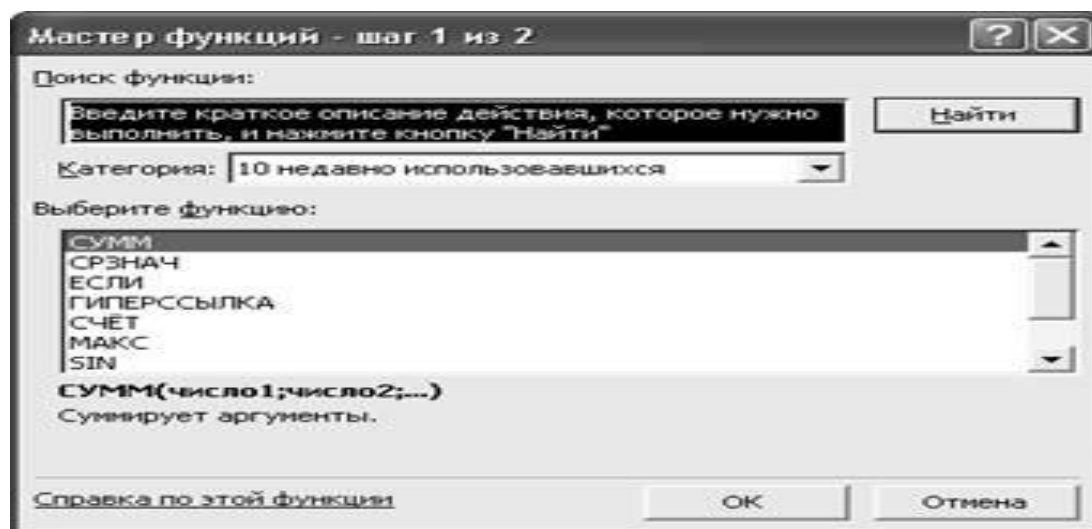 Мастер функций - шаг 1 из 2
Поиск функции:
Введите краткое описание действия, которое нужно
выполнить, и нажмите кнопку "Найти"
Найти
Категория: 10 недавно использовавшихся
Выберите функцию:
СУММ
СРЗНАЧ
ЕСЛИ
ГИПЕРССЫЛКА
СЧЁТ
МАКС
SIN
СУММ(число1;число2;...)
Суммирует аргументы.
Справка по этой функции
ОК
Отмена